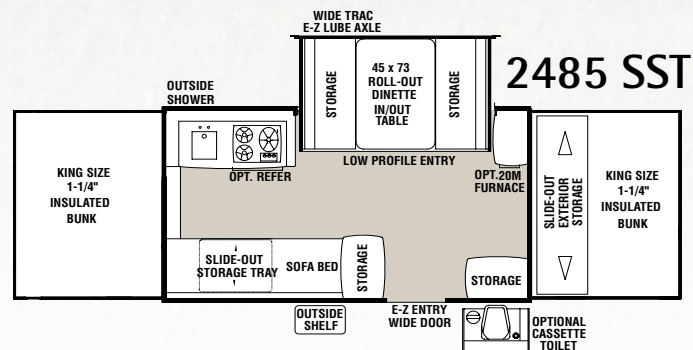 WIDE TRAC
E-Z LUBE AXLE
2485 SST
45 x 73
ROLL-OUT
DINETTE
IN/OUT
TABLE
STORAGE
STORAGE
OUTSIDE
SHOWER
LOW PROFILE ENTRY
OPT. REFER
OPT.20M
FURNACE
KING SIZE
1-1/4"
INSULATED
BUNK
SLIDE-OUT
EXTERIOR
STORAGE
KING SIZE
1-1/4"
INSULATED
BUNK
SLIDE-OUT
STORAGE TRAY
SOFA BED
STORAGE
STORAGE
OUTSIDE
SHELF
E-Z ENTRY
WIDE DOOR
OPTIONAL
CASSETTE
TOILET